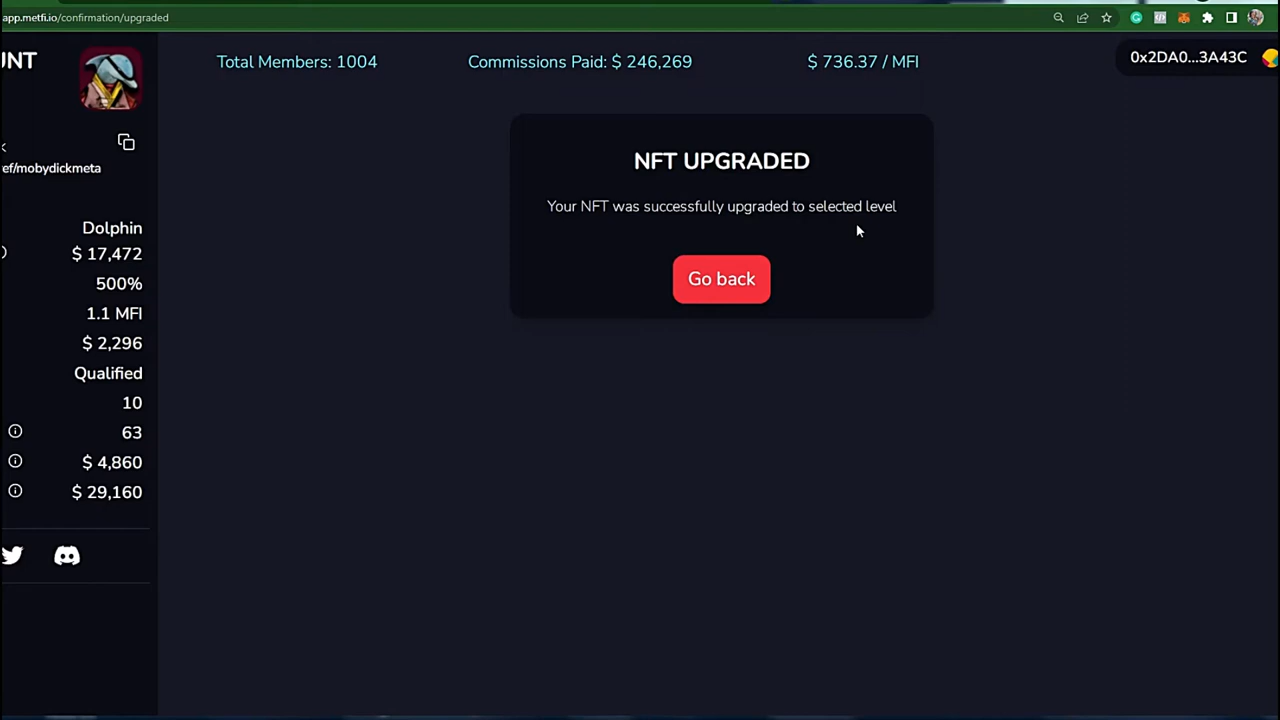 app.metfi.io/confirmation/upgraded
UNT
Total Members: 1004
Commissions Paid: $ 246,269
$ 736.37 / MFI
0x2DA0...3A43C
ef/mobydickmeta
NFT UPGRADED
Your NFT was successfully upgraded to selected level
Go back
Dolphin
$ 17,472
500%
1.1 MFI
$ 2,296
Qualified
10
63
$ 4,860
$ 29,160